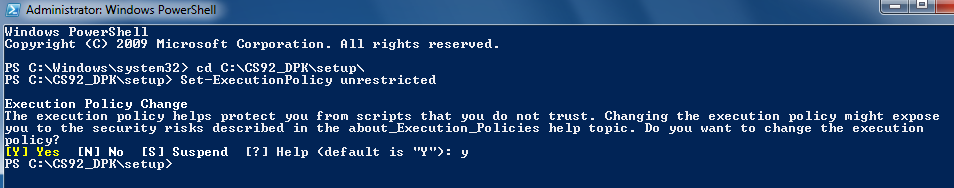 Administrator: Windows PowerShell
Windows PowerShell
Copyright (C) 2009 Microsoft Corporation. All rights reserved.
PS C:\Windows\system32> cd C:\CS92_DPK\setup\
PS C:\CS92_DPK\setup> Set-ExecutionPolicy unrestricted
Execution Policy Change
The execution policy helps protect you from scripts that you do not trust. Changing the execution policy might expose
you to the security risks described in the about_Execution_Policies help topic. Do you want to change the execution
policy?
[Y] Yes  [N] No  [S] Suspend  [?] Help (default is "Y"): y
PS C:\CS92_DPK\setup>